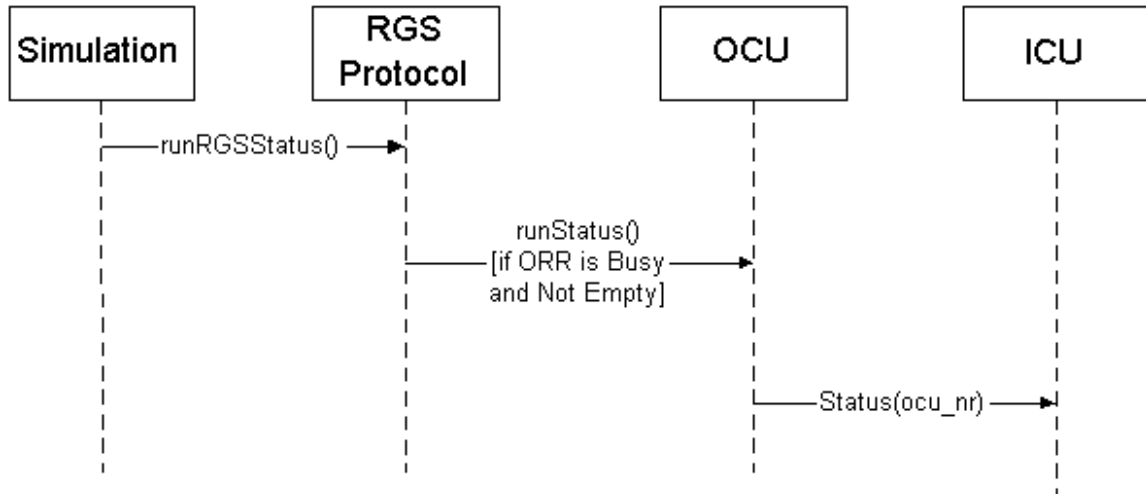 Simulation
RGS
Protocol
OCU
ICU
runRGSStatus()
runStatus()
[if ORR is Busy
and Not Empty]
Status(ocu_nr)